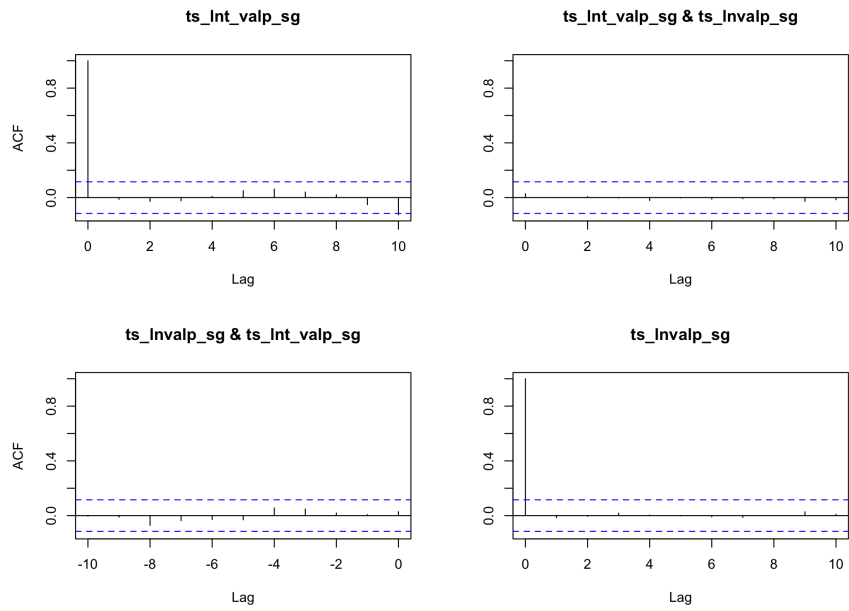 ts_lnt_valp_sg
ACF
0.0 0.4 0.8
0 2 4 6 8 10
Lag
ts_lnt_valp_sg & ts_lnvalp_sg
0.0 0.4 0.8
0 2 4 6 8 10
Lag
ts_lnvalp_sg & ts_lnt_valp_sg
ACF
0.0 0.4 0.8
-10 -8 -6 -4 -2 0
Lag
ts_lnvalp_sg
0.0 0.4 0.8
0 2 4 6 8 10
Lag